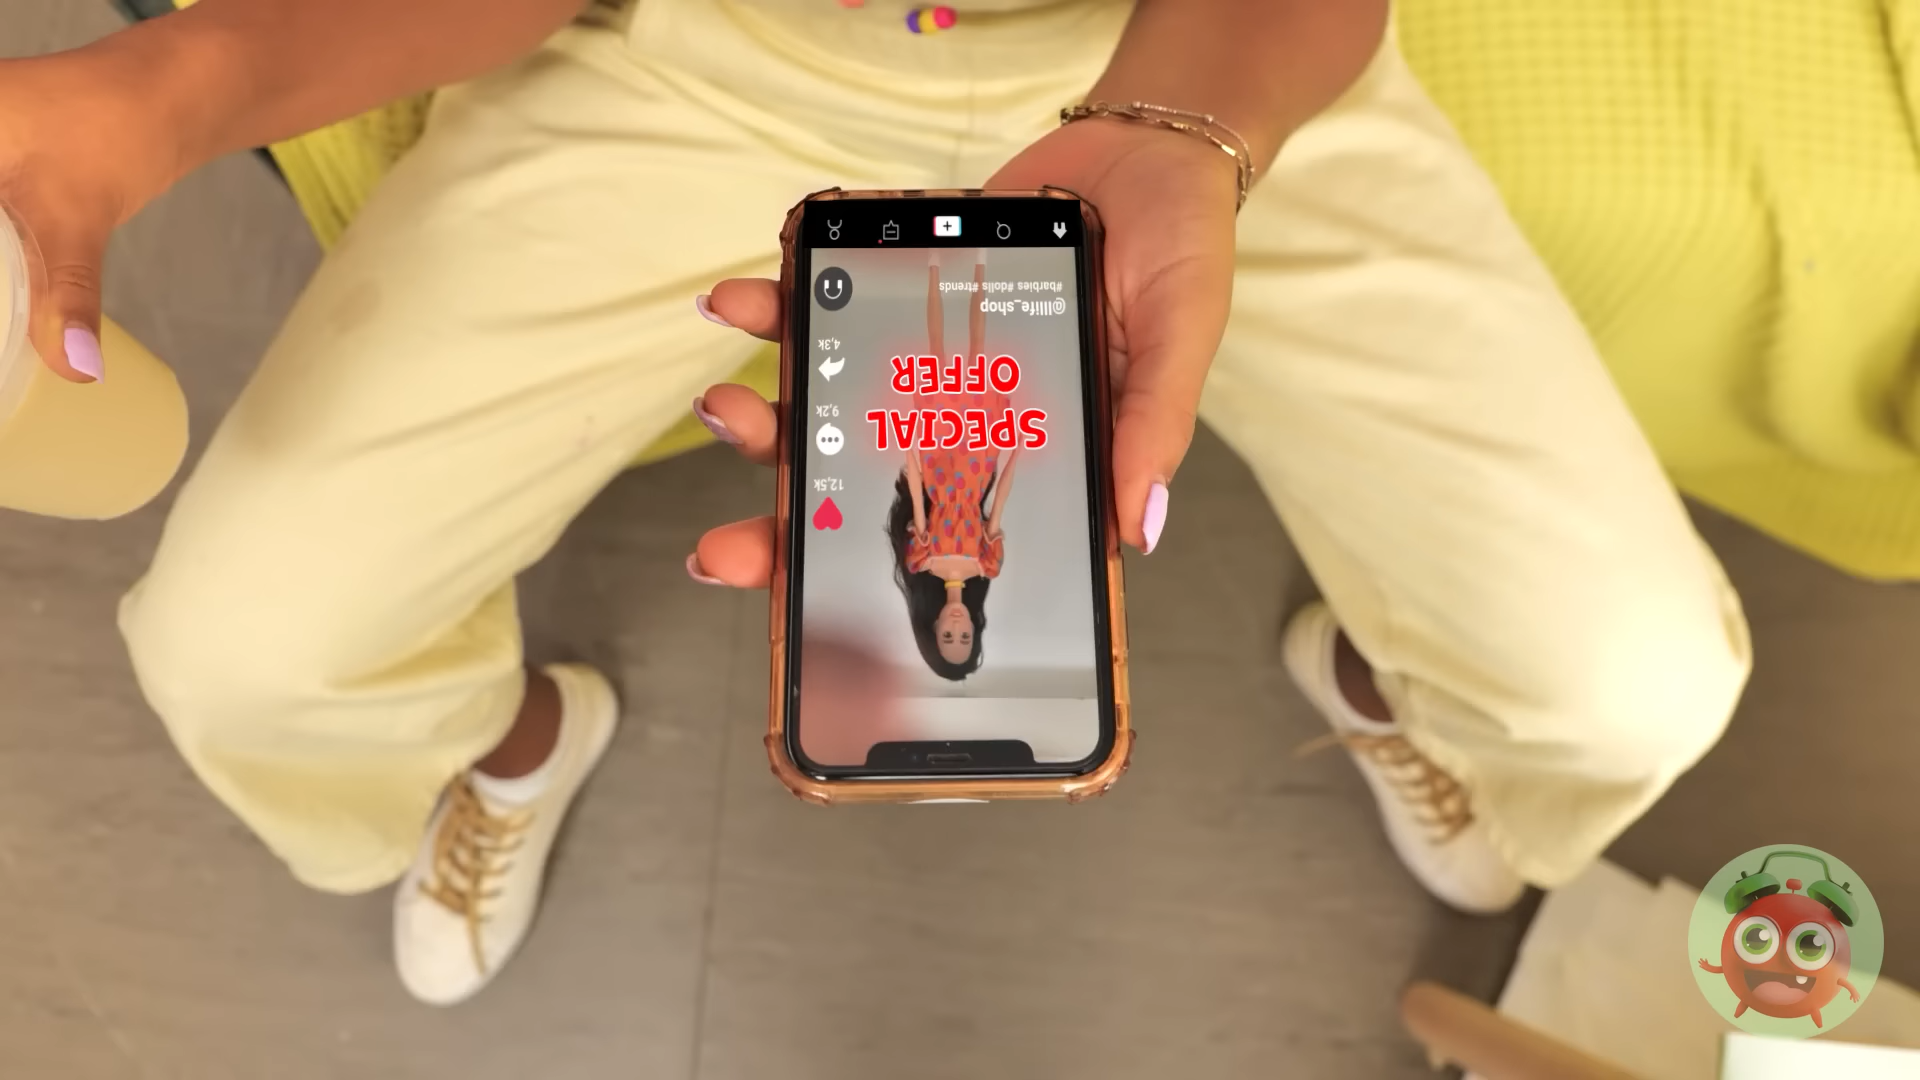 SPECIAL
OFFER
12,5k
9,2k
4,3k
@lllife_shop
#barbies #dolls #trends